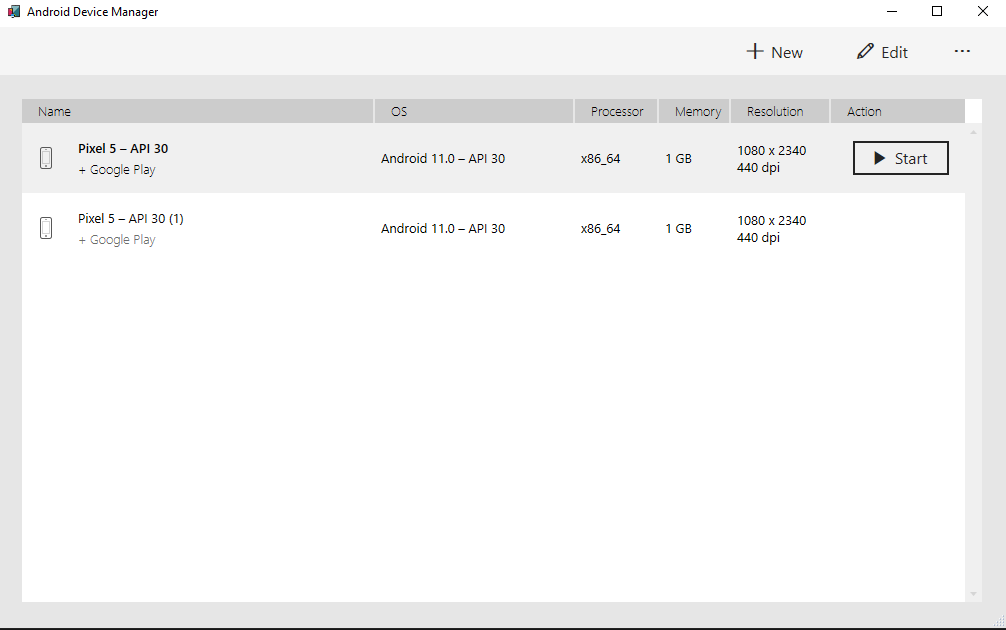 Android Device Manager
New Edit ...
Name OS Processor Memory Resolution Action
Pixel 5 – API 30
+ Google Play
Android 11.0 – API 30
x86_64
1 GB
1080 x 2340
440 dpi
Start
Pixel 5 – API 30 (1)
+ Google Play
Android 11.0 – API 30
x86_64
1 GB
1080 x 2340
440 dpi